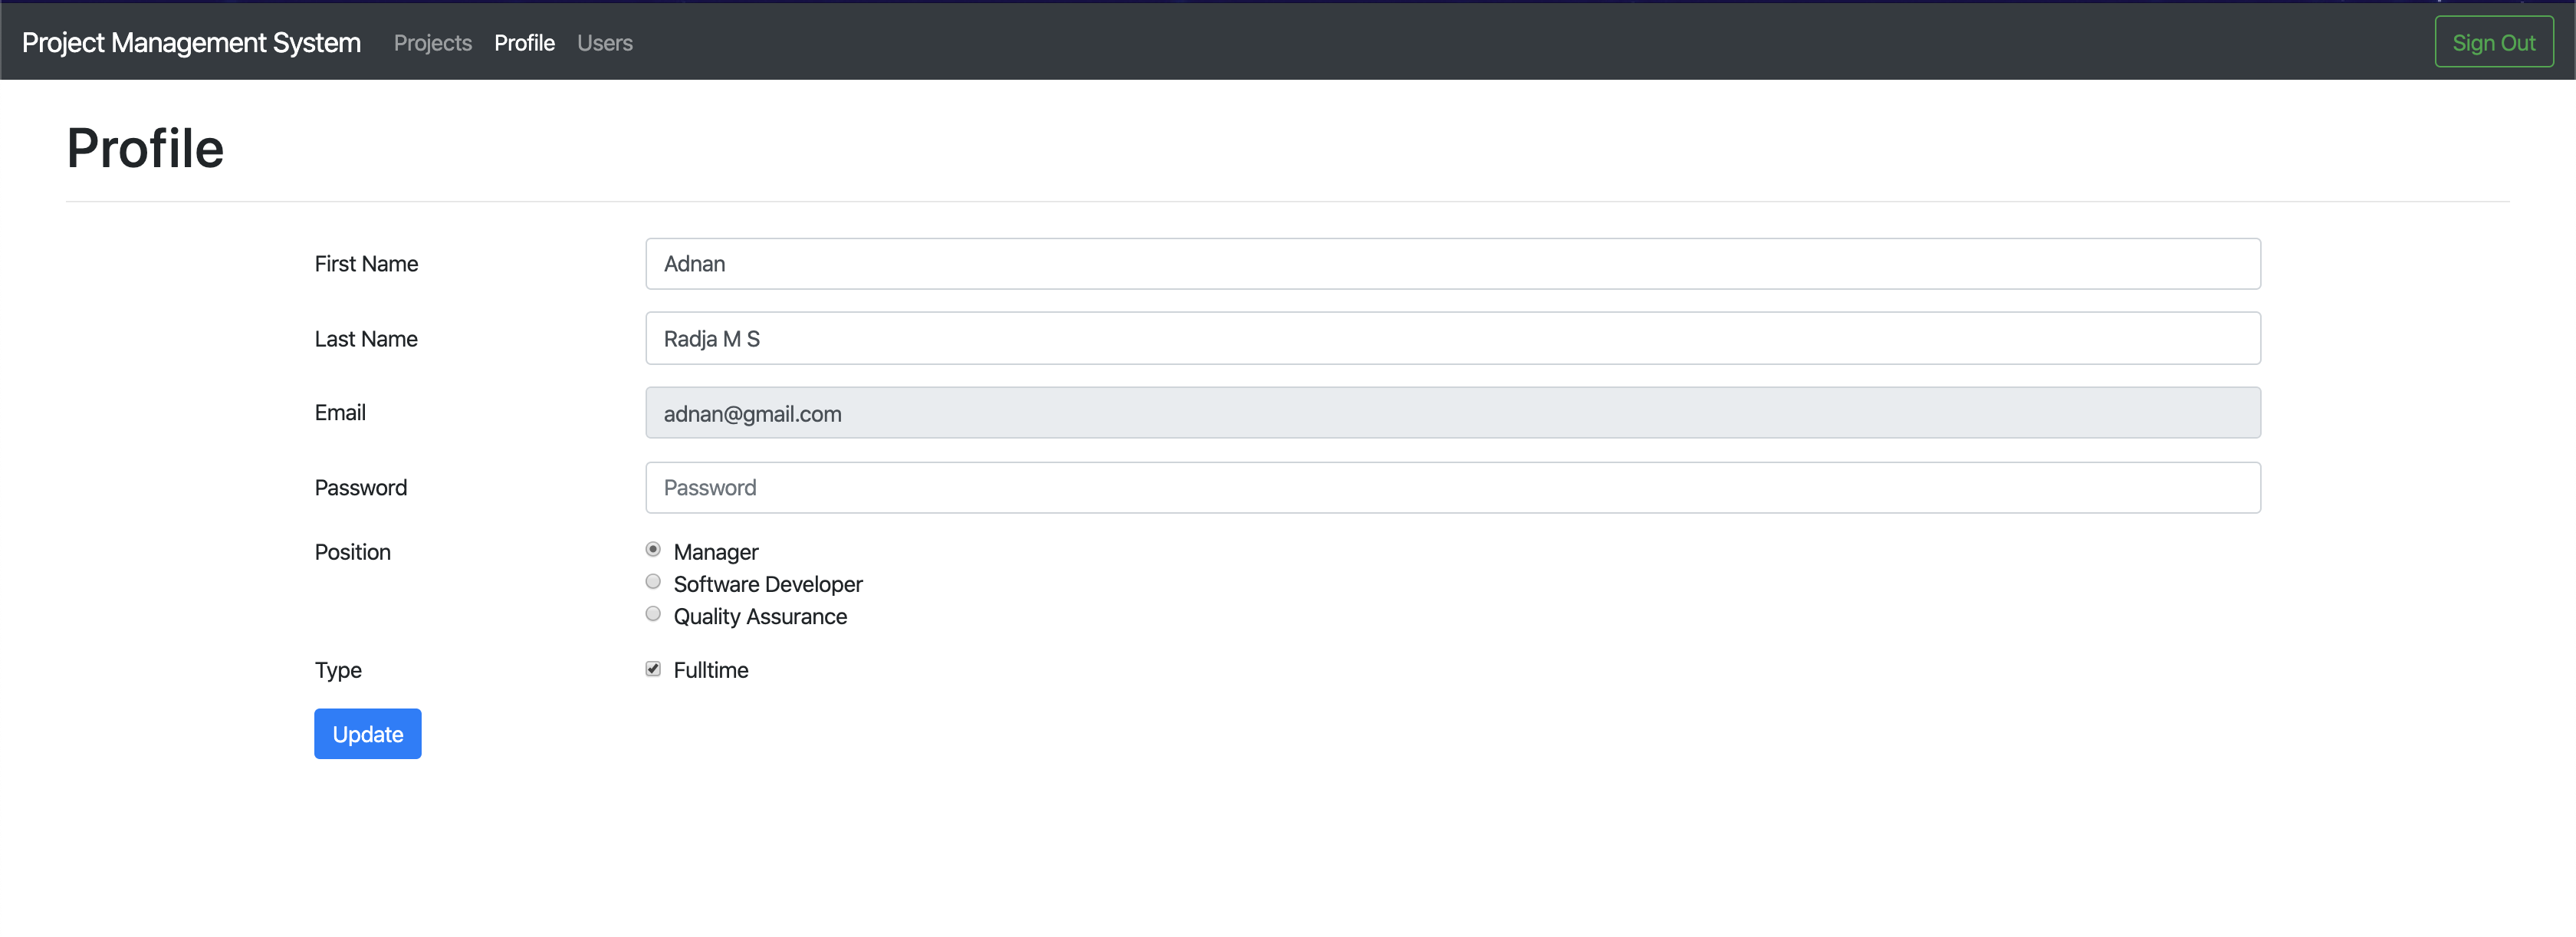 Project Management System Projects Profile Users Sign Out
Profile
First Name Adnan
Last Name Radja M S
Email adnan@gmail.com
Password Password
Position Manager
Software Developer
Quality Assurance
Type Fulltime
Update